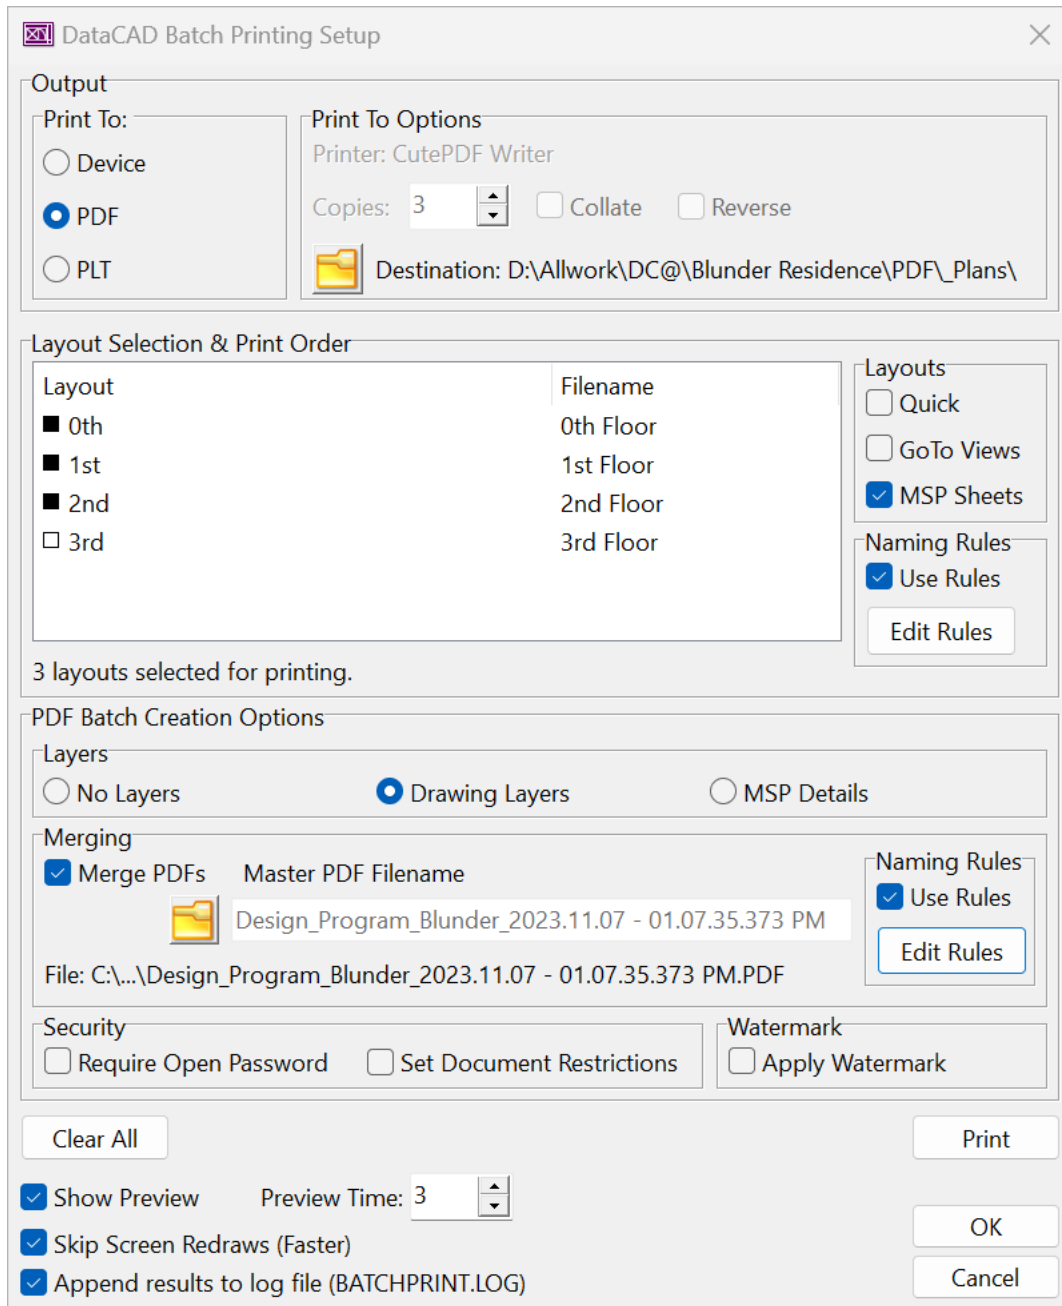 DataCAD Batch Printing Setup
Output
Print To:
Device
PDF
PLT
Print To Options
Printer: CutePDF Writer
Copies: 3 Collate Reverse
Destination: D:\Allwork\DC@\Blunder Residence\PDF\_Plans\
Layout Selection & Print Order
Layout Filename
0th 0th Floor
1st 1st Floor
2nd 2nd Floor
3rd 3rd Floor
3 layouts selected for printing.
Layouts
Quick
GoTo Views
MSP Sheets
Naming Rules
Use Rules
Edit Rules
PDF Batch Creation Options
Layers
No Layers Drawing Layers MSP Details
Merging
Merge PDFs Master PDF Filename
Design_Program_Blunder_2023.11.07 - 01.07.35.373 PM
File: C:\...\Design_Program_Blunder_2023.11.07 - 01.07.35.373 PM.PDF
Naming Rules
Use Rules
Edit Rules
Security
Require Open Password Set Document Restrictions
Watermark
Apply Watermark
Clear All Print
Show Preview Preview Time: 3
Skip Screen Redraws (Faster)
Append results to log file (BATCHPRINT.LOG)
OK
Cancel